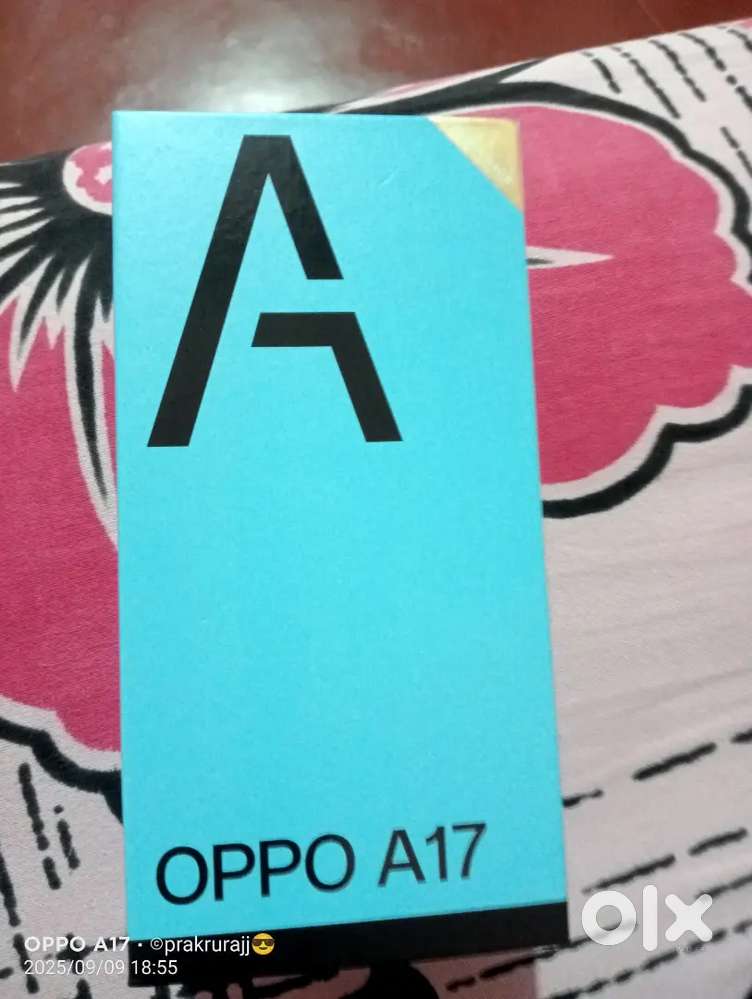 A
OPPO A17
OPPO A17 · ©prakrurajj😎
2025/09/09 18:55
olx